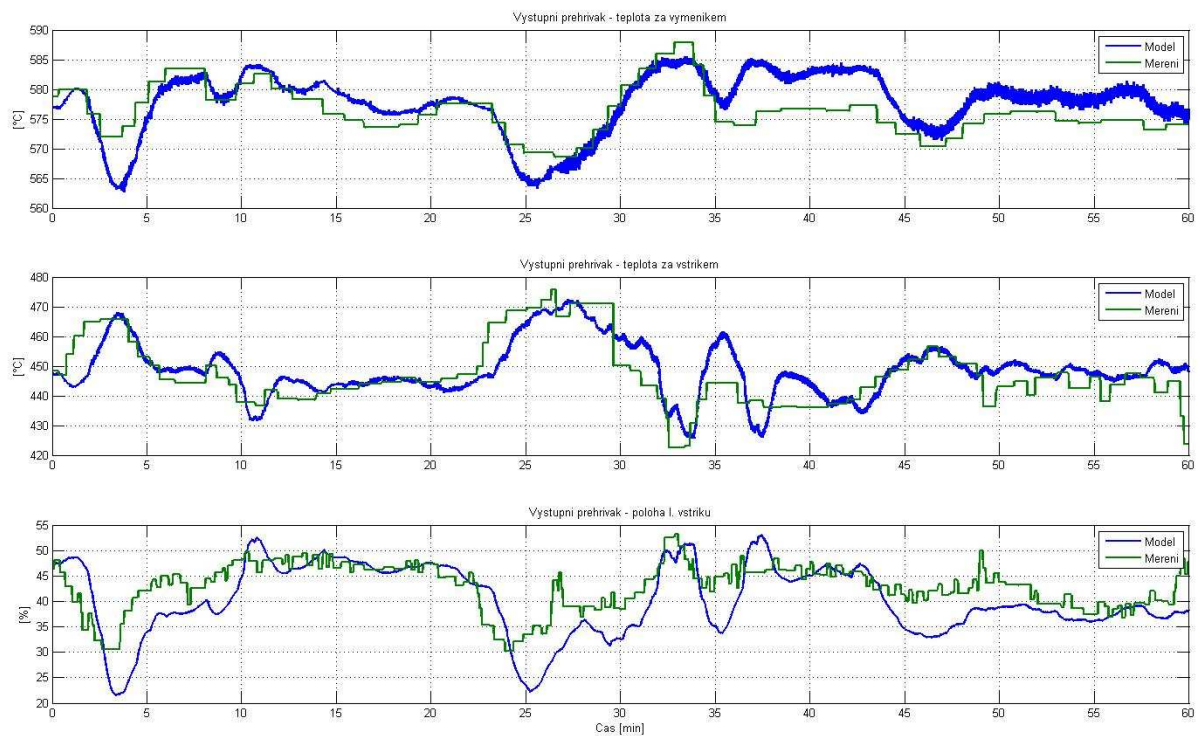 Vystupni prehrivak - teplota za vymenikem
590
585
580
575
570
565
560
[°C]
Model
Mereni
0 5 10 15 20 25 30 35 40 45 50 55 60
Vystupni prehrivak - teplota za vstrikem
480
470
460
450
440
430
420
[°C]
Model
Mereni
0 5 10 15 20 25 30 35 40 45 50 55 60
Vystupni prehrivak - poloha I. vstriku
55
50
45
40
35
30
25
20
[%]
Model
Mereni
0 5 10 15 20 25 30 35 40 45 50 55 60
Cas [min]